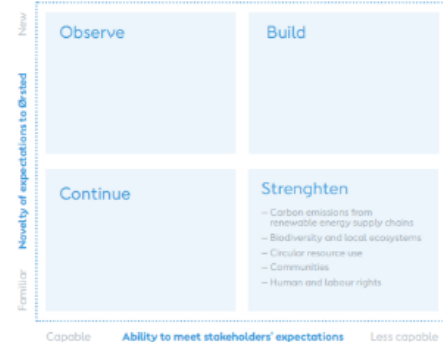 New
Novelty of expectations to Ørsted
Familiar
Observe
Build
Continue
Strenghten
– Carbon emissions from
renewable energy supply chains
– Biodiversity and local ecosystems
– Circular resource use
– Communities
– Human and labour rights
Capable
Ability to meet stakeholders' expectations
Less capable